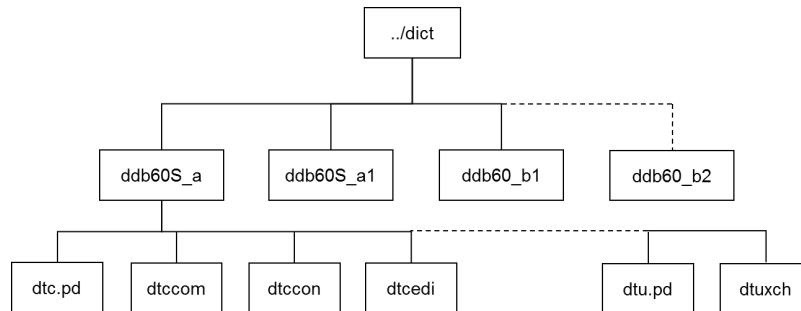 ../dict
ddb60S_a
ddb60S_a1
ddb60_b1
ddb60_b2
dtc.pd
dtccom
dtccon
dtcedi
dtu.pd
dtuxch